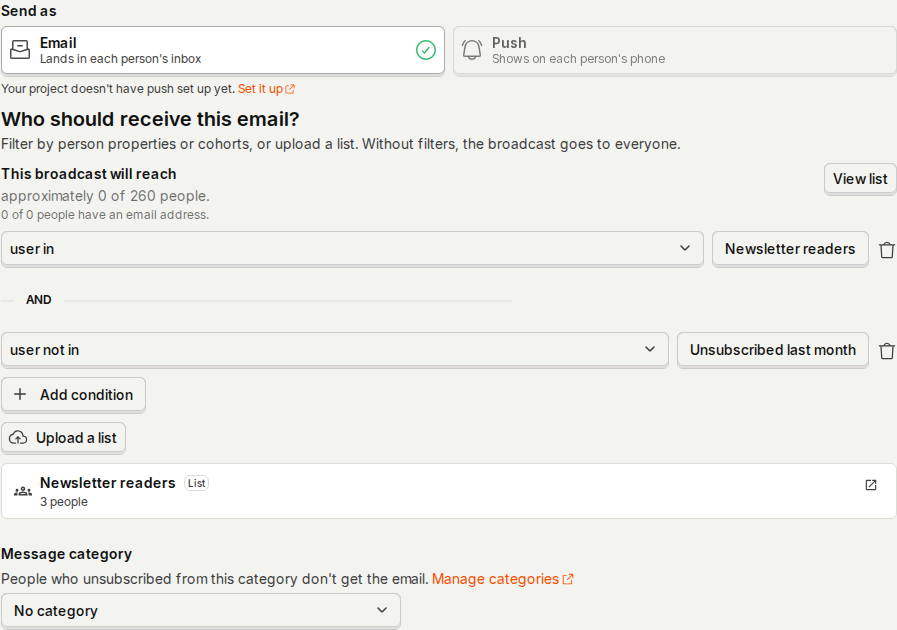 Send as
Email
Lands in each person's inbox
Push
Shows on each person's phone
Your project doesn't have push set up yet. Set it up
Who should receive this email?
Filter by person properties or cohorts, or upload a list. Without filters, the broadcast goes to everyone.
This broadcast will reach
View list
approximately 0 of 260 people.
0 of 0 people have an email address.
user in
Newsletter readers
AND
user not in
Unsubscribed last month
Add condition
Upload a list
Newsletter readers List
3 people
Message category
People who unsubscribed from this category don't get the email. Manage categories
No category